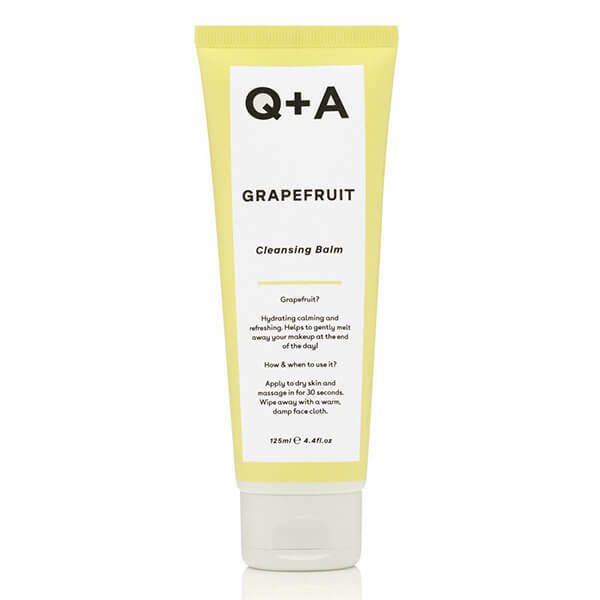 Q+A
GRAPEFRUIT
Cleansing Balm
Grapefruit?
Hydrating calming and
refreshing. Helps to gently melt
away your makeup at the end
of the day!
How & when to use it?
Apply to dry skin and
massage in for 30 seconds.
Wipe away with a warm,
damp face cloth.
125ml ℮ 4.4fl.oz